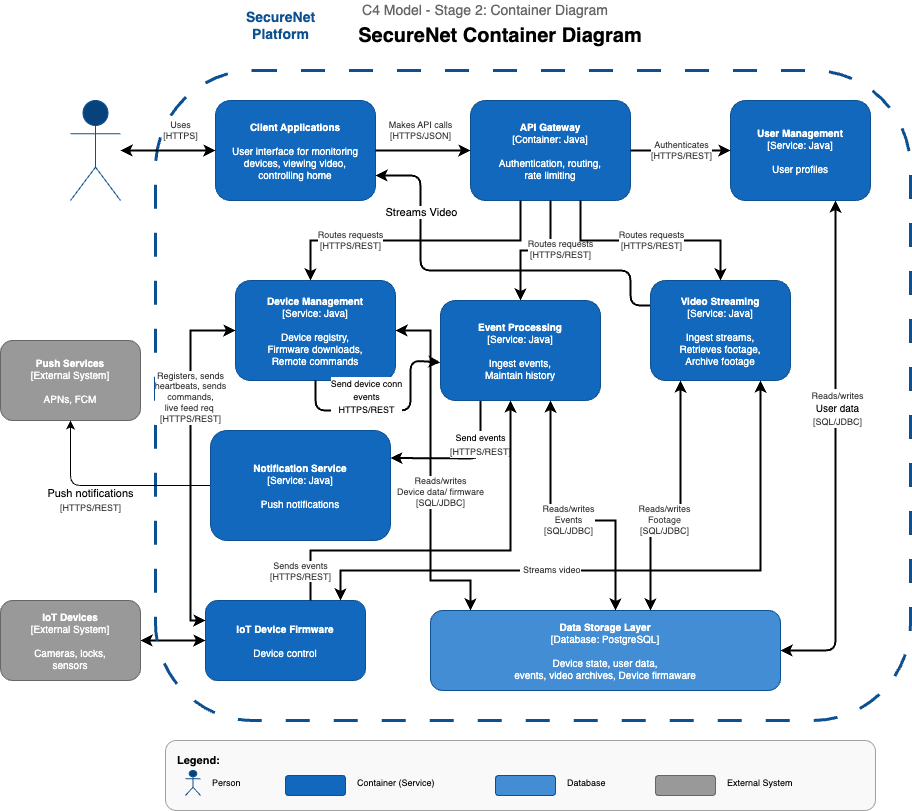 C4 Model - Stage 2: Container Diagram
SecureNet
Platform
SecureNet Container Diagram
Uses
[HTTPS]
Client Applications
User interface for monitoring
devices, viewing video,
controlling home
Makes API calls
[HTTPS/JSON]
API Gateway
[Container: Java]
Authentication, routing,
rate limiting
Authenticates
[HTTPS/REST]
User Management
[Service: Java]
User profiles
Streams Video
Routes requests
[HTTPS/REST]
Routes requests
[HTTPS/REST]
Routes requests
[HTTPS/REST]
Device Management
[Service: Java]
Device registry,
Firmware downloads,
Remote commands
Event Processing
[Service: Java]
Ingest events,
Maintain history
Video Streaming
[Service: Java]
Ingest streams,
Retrieves footage,
Archive footage
Push Services
[External System]
APNs, FCM
Registers, sends
heartbeats, sends
commands,
live feed req
[HTTPS/REST]
Send device conn
events
HTTPS/REST
Reads/writes
User data
[SQL/JDBC]
Send events
[HTTPS/REST]
Notification Service
[Service: Java]
Push notifications
Push notifications
[HTTPS/REST]
Reads/writes
Device data/ firmware
[SQL/JDBC]
Reads/writes
Events
[SQL/JDBC]
Reads/writes
Footage
[SQL/JDBC]
Sends events
[HTTPS/REST]
Streams video
IoT Devices
[External System]
Cameras, locks,
sensors
IoT Device Firmware
Device control
Data Storage Layer
[Database: PostgreSQL]
Device state, user data,
events, video archives, Device firmaware
Legend:
Person
Container (Service)
Database
External System